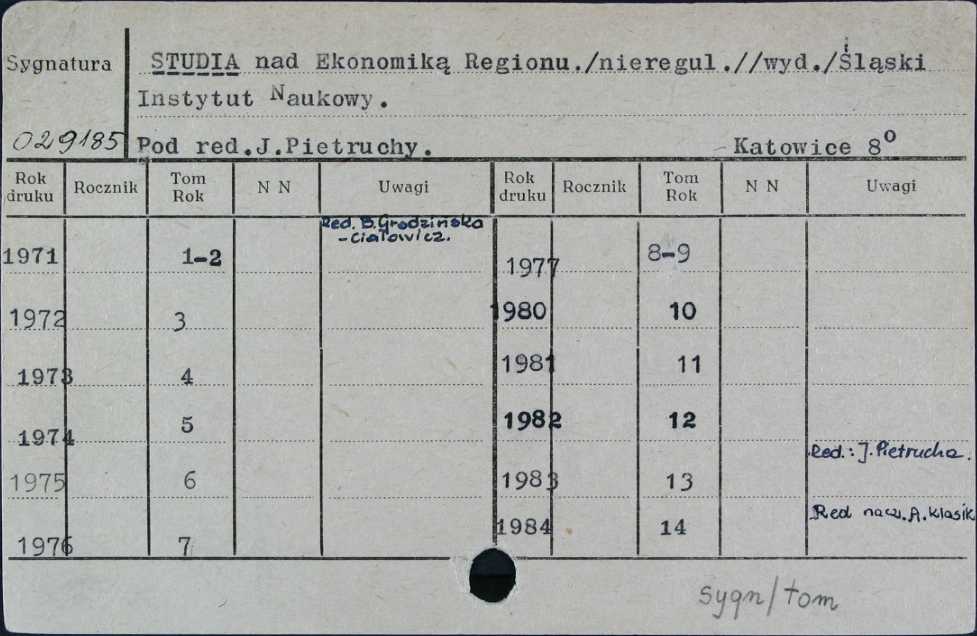 Sygnatura
STUDIA nad Ekonomiką Regionu./nieregul.//wyd./Śląski
Instytut Naukowy.
029185
Pod red.J.Pietruchy. - Katowice 8°
Rok druku Rocznik Tom Rok N N Uwagi Rok druku Rocznik Tom Rok N N Uwagi
Red. B. Grodzińska
-Ciałowicz.
1971 1-2 1977 8-9
1972 3 1980 10
1973 4 1981 11
1974 5 1982 12
Red.: J. Pietrucha.
1975 6 1983 13
Red nacz. A. Klasik
1976 7 1984 14
sygn/tom